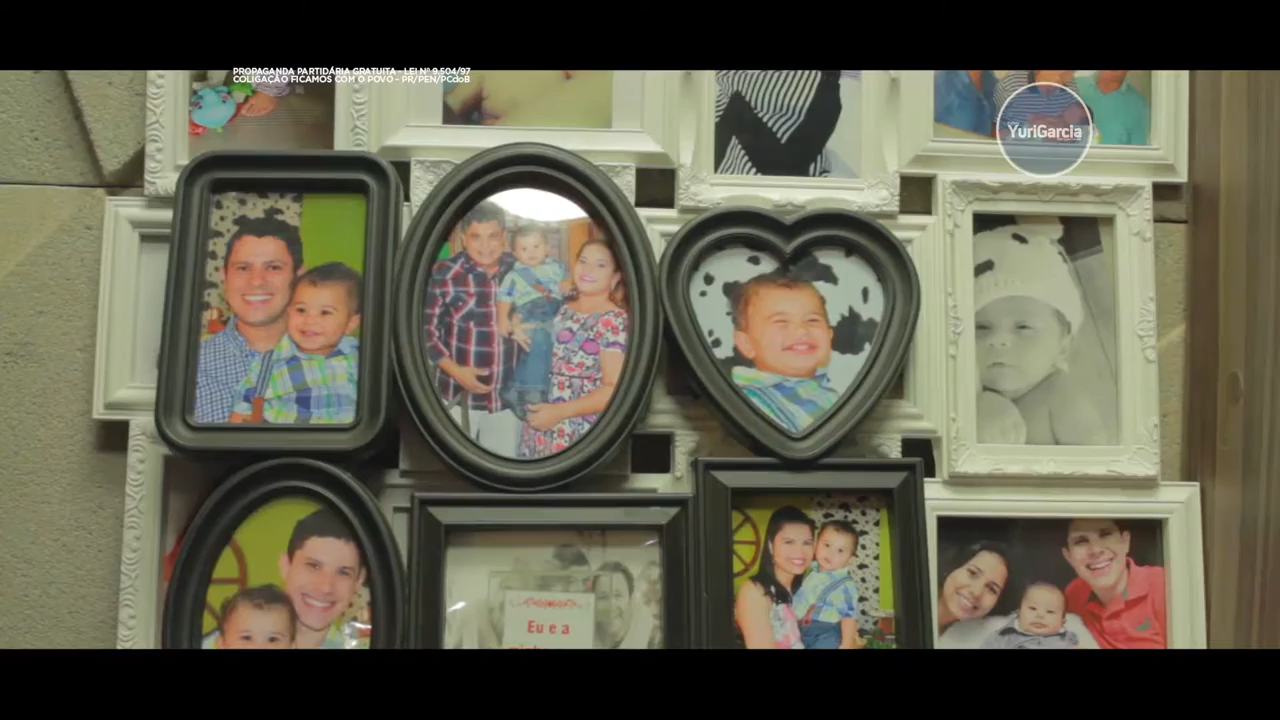 PROPAGANDA PARTIDÁRIA GRATUITA - LEI Nº 9.504/97
COLIGAÇÃO FICAMOS COM O POVO - PR/PEN/PCdoB
YuriGarcia
Eu e a